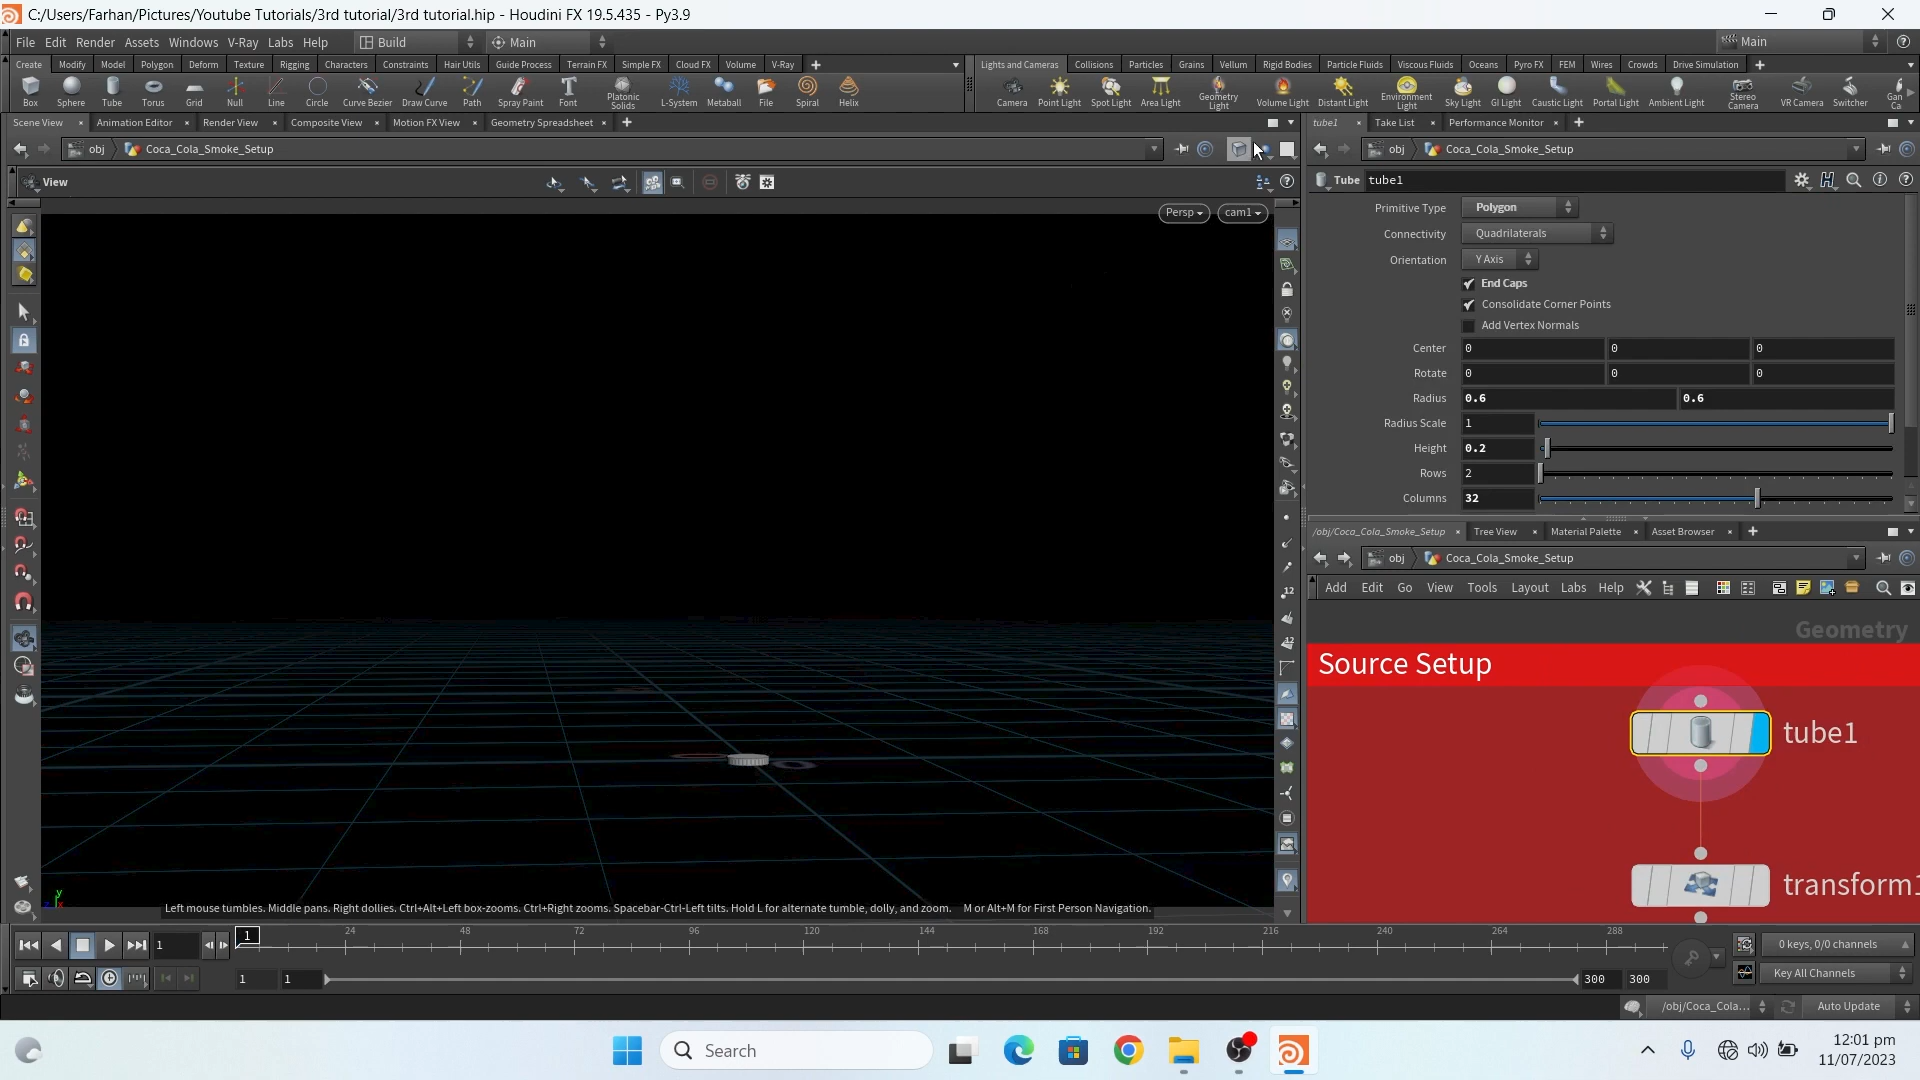 C:/Users/Farhan/Pictures/Youtube Tutorials/3rd tutorial/3rd tutorial.hip - Houdini FX 19.5.435 - Py3.9
File Edit Render Assets Windows V-Ray Labs Help Build Main Main
Create Modify Model Polygon Deform Texture Rigging Characters Constraints Hair Utils Guide Process Terrain FX Simple FX Cloud FX Volume V-Ray
Lights and Cameras Collisions Particles Grains Vellum Rigid Bodies Particle Fluids Viscous Fluids Oceans Pyro FX FEM Wires Crowds Drive Simulation
Box Sphere Tube Torus Grid Null Line Circle Curve Bezier Draw Curve Path Spray Paint Font Platonic Solids L-System Metaball File Spiral Helix
Camera Point Light Spot Light Area Light Geometry Light Volume Light Distant Light Environment Light Sky Light GI Light Caustic Light Portal Light Ambient Light Stereo Camera VR Camera Switcher Gan Ca
Scene View Animation Editor Render View Composite View Motion FX View Geometry Spreadsheet
tube1 Take List Performance Monitor
obj Coca_Cola_Smoke_Setup
obj Coca_Cola_Smoke_Setup
View
Tube tube1
Persp cam1
Primitive Type Polygon
Connectivity Quadrilaterals
Orientation Y Axis
End Caps
Consolidate Corner Points
Add Vertex Normals
Center 0 0 0
Rotate 0 0 0
Radius 0.6 0.6
Radius Scale 1
Height 0.2
Rows 2
Columns 32
/obj/Coca_Cola_Smoke_Setup Tree View Material Palette Asset Browser
obj Coca_Cola_Smoke_Setup
Add Edit Go View Tools Layout Labs Help
Geometry
Source Setup
tube1
transform1
Left mouse tumbles. Middle pans. Right dollies. Ctrl+Alt+Left box-zooms. Ctrl+Right zooms. Spacebar-Ctrl-Left tilts. Hold L for alternate tumble, dolly, and zoom. M or Alt+M for First Person Navigation.
1 1 24 48 72 96 120 144 168 192 216 240 264 288
0 keys, 0/0 channels
1 1 300 300
Key All Channels
/obj/Coca_Cola... Auto Update
Search
12:01 pm
11/07/2023